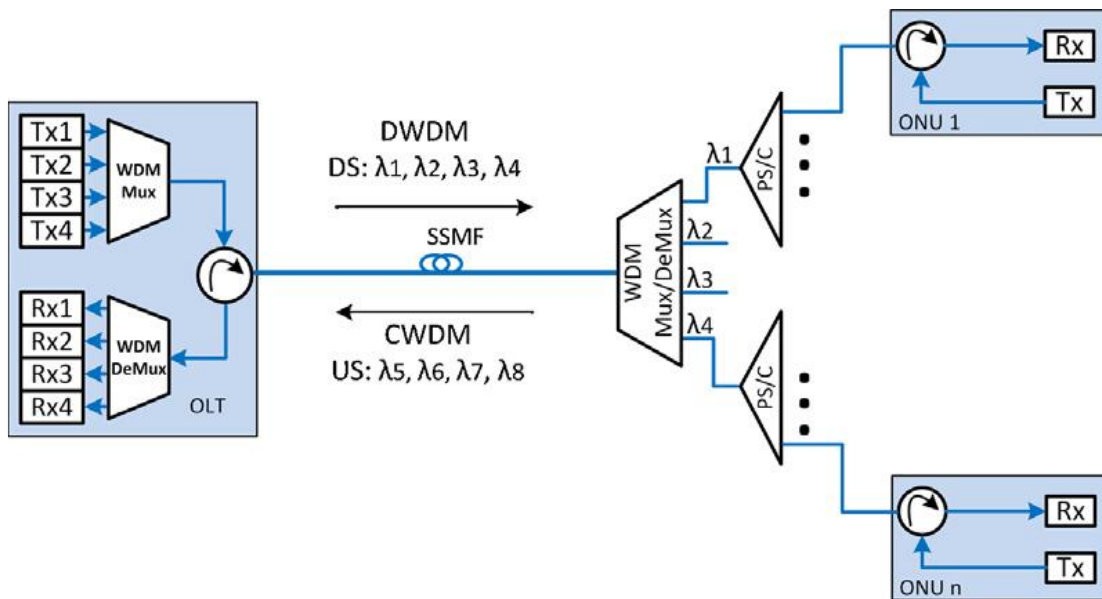 Tx1
Tx2
Tx3
Tx4
WDM
Mux
Rx1
Rx2
Rx3
Rx4
WDM
DeMux
OLT
DWDM
DS: λ1, λ2, λ3, λ4
SSMF
CWDM
US: λ5, λ6, λ7, λ8
WDM
Mux/DeMux
λ1
λ2
λ3
λ4
PS/C
PS/C
Rx
Tx
ONU 1
Rx
Tx
ONU n